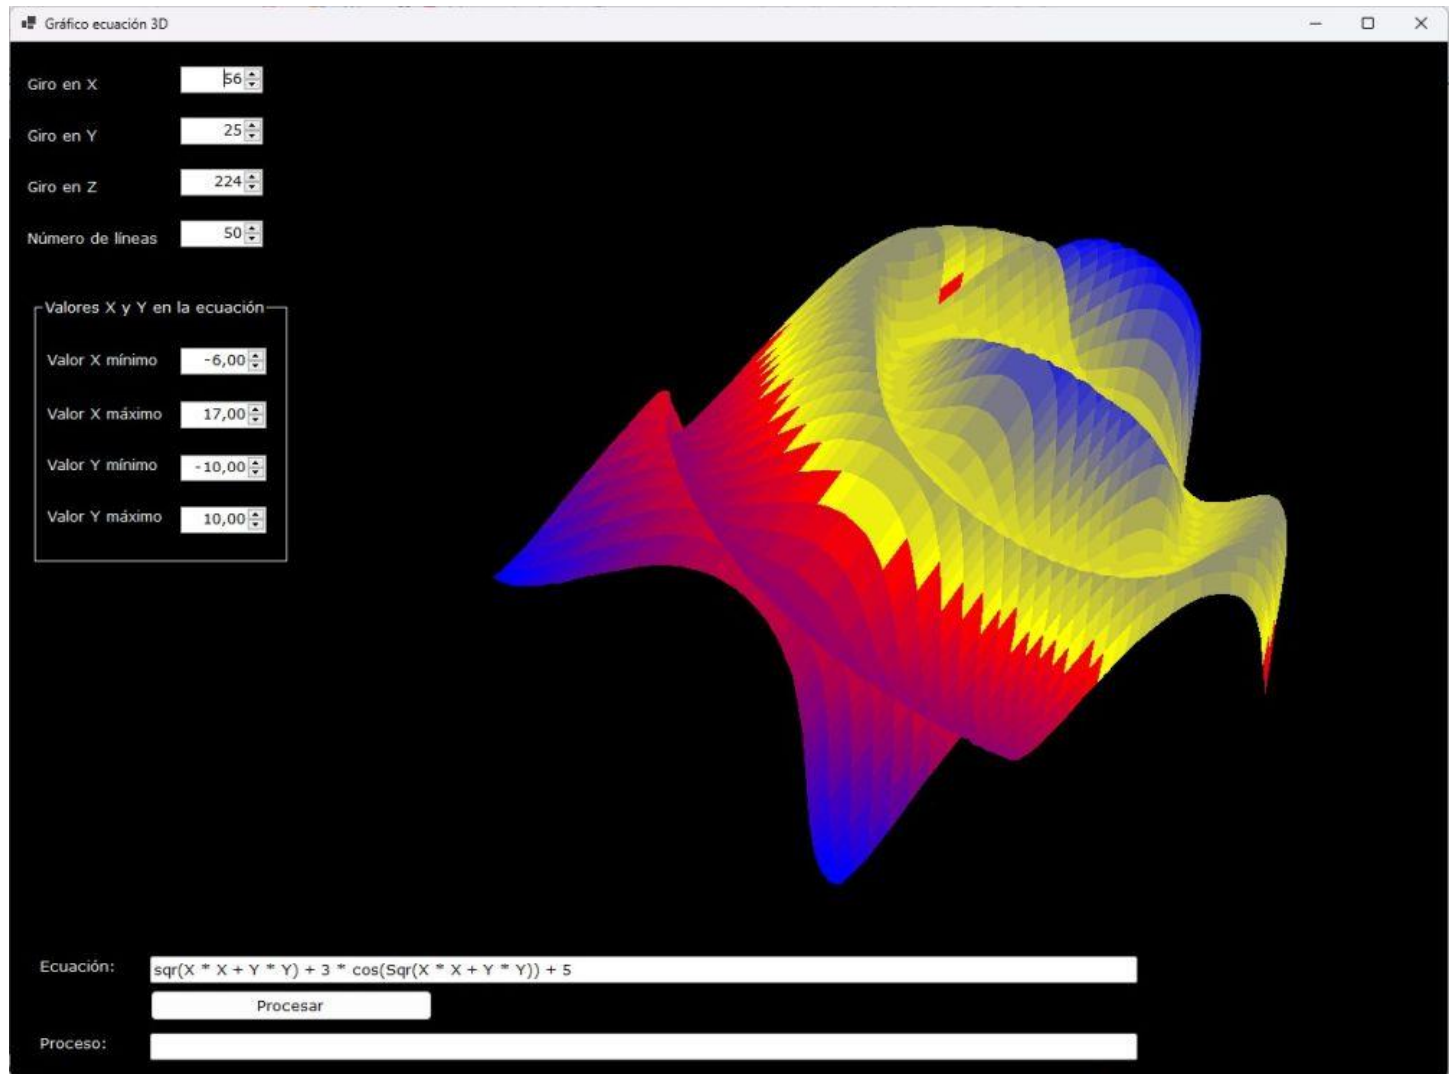 Gráfico ecuación 3D
Giro en X 56
Giro en Y 25
Giro en Z 224
Número de líneas 50
Valores X y Y en la ecuación
Valor X mínimo -6,00
Valor X máximo 17,00
Valor Y mínimo -10,00
Valor Y máximo 10,00
Ecuación: sqr(X * X + Y * Y) + 3 * cos(Sqr(X * X + Y * Y)) + 5
Procesar
Proceso: